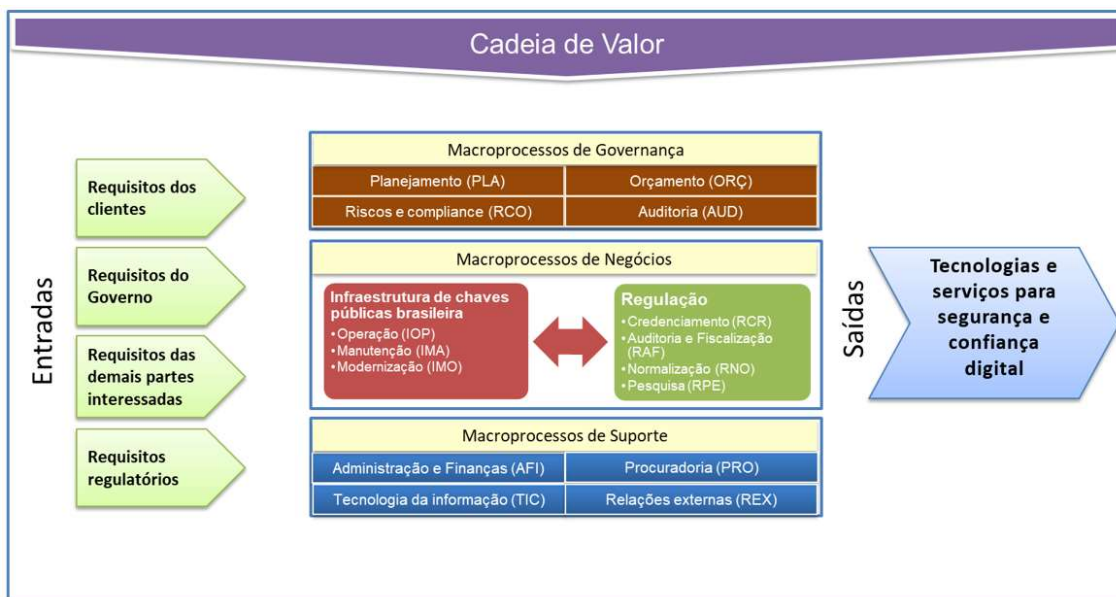 Cadeia de Valor
Entradas
Requisitos dos
clientes
Requisitos do
Governo
Requisitos das
demais partes
interessadas
Requisitos
regulatórios
Macroprocessos de Governança
Planejamento (PLA)
Orçamento (ORÇ)
Riscos e compliance (RCO)
Auditoria (AUD)
Macroprocessos de Negócios
Infraestrutura de chaves
públicas brasileira
•Operação (IOP)
•Manutenção (IMA)
•Modernização (IMO)
Regulação
•Credenciamento (RCR)
•Auditoria e Fiscalização
(RAF)
•Normalização (RNO)
•Pesquisa (RPE)
Macroprocessos de Suporte
Administração e Finanças (AFI)
Procuradoria (PRO)
Tecnologia da informação (TIC)
Relações externas (REX)
Saídas
Tecnologias e
serviços para
segurança e
confiança
digital